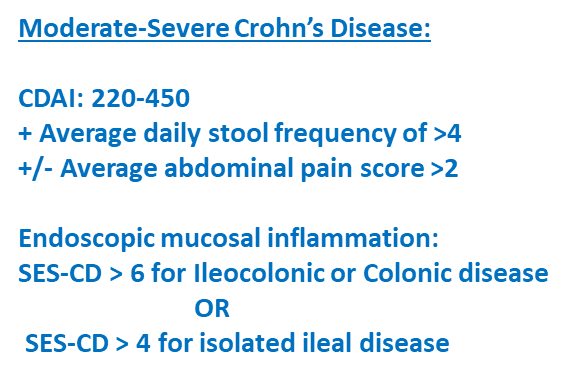 Moderate-Severe Crohn's Disease:
CDAI: 220-450
+ Average daily stool frequency of >4
+/- Average abdominal pain score >2
Endoscopic mucosal inflammation:
SES-CD > 6 for Ileocolonic or Colonic disease
OR
SES-CD > 4 for isolated ileal disease